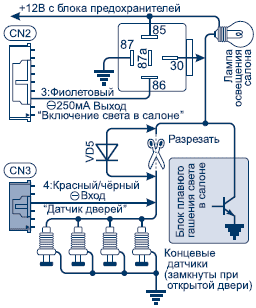 +12В с блока предохранителей
CN2
85
87
87a
30
86
Лампа
освещения
салона
3:Фиолетовый
⊖250мА Выход
“Включение света в салоне”
VD5
Разрезать
CN3
4:Красный/чёрный
⊖Вход
“Датчик дверей”
Блок плавного
гашения света
в салоне
Концевые
датчики
(замкнуты при
открытой двери)